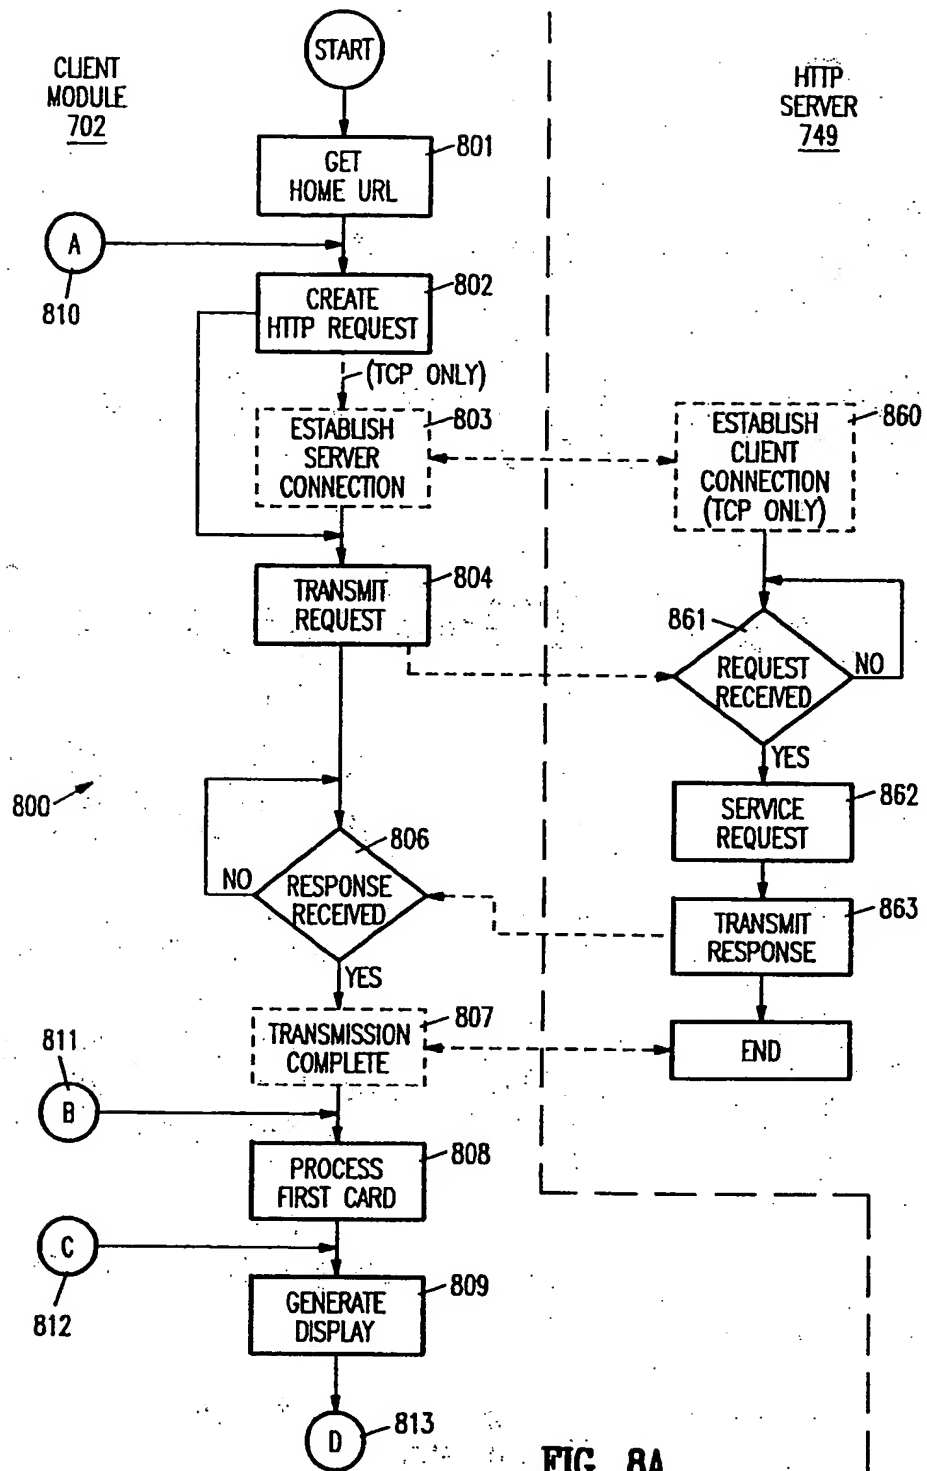 START
CLIENT
MODULE
702
HTTP
SERVER
749
GET
HOME URL
801
A
810
CREATE
HTTP REQUEST
802
(TCP ONLY)
ESTABLISH
SERVER
CONNECTION
803
ESTABLISH
CLIENT
CONNECTION
(TCP ONLY)
860
TRANSMIT
REQUEST
804
861
REQUEST
RECEIVED
NO
YES
800
SERVICE
REQUEST
862
806
RESPONSE
RECEIVED
NO
YES
TRANSMIT
RESPONSE
863
TRANSMISSION
COMPLETE
807
END
811
B
PROCESS
FIRST CARD
808
C
812
GENERATE
DISPLAY
809
D
813
FIG. 8A